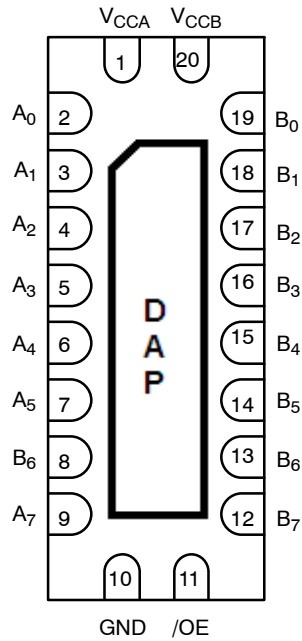 VCCA VCCB
1 20
A0 2 19 B0
A1 3 18 B1
A2 4 17 B2
A3 5 16 B3
A4 6 15 B4
A5 7 14 B5
B6 8 13 B6
A7 9 12 B7
D
A
P
10 11
GND /OE